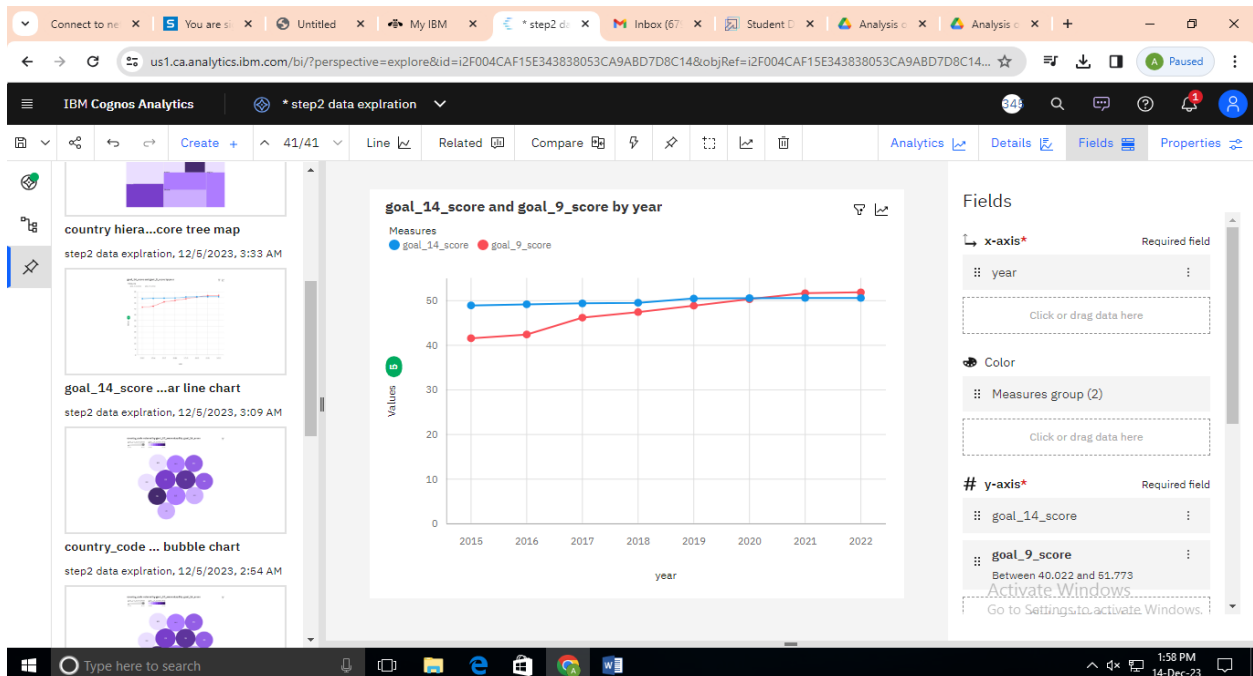 Connect to ne
You are si
Untitled
My IBM
* step2 da
Inbox (67
Student D
Analysis o
Analysis o
us1.ca.analytics.ibm.com/bi/?perspective=explore&id=i2F004CAF15E343838053CA9ABD7D8C14&objRef=i2F004CAF15E343838053CA9ABD7D8C14...
A Paused
IBM Cognos Analytics
* step2 data explration
345
1
Create +
41/41
Line
Related
Compare
Analytics
Details
Fields
Properties
country hiera...core tree map
step2 data explration, 12/5/2023, 3:33 AM
goal_14_score ...ar line chart
step2 data explration, 12/5/2023, 3:09 AM
country_code ... bubble chart
step2 data explration, 12/5/2023, 2:54 AM
goal_14_score and goal_9_score by year
Measures
goal_14_score goal_9_score
50
40
30
20
10
0
Values
5
2015 2016 2017 2018 2019 2020 2021 2022
year
Fields
x-axis* Required field
year
Click or drag data here
Color
Measures group (2)
Click or drag data here
# y-axis* Required field
goal_14_score
goal_9_score
Between 40.022 and 51.773
Activate Windows
Go to Settings to activate Windows.
Type here to search
1:58 PM
14-Dec-23